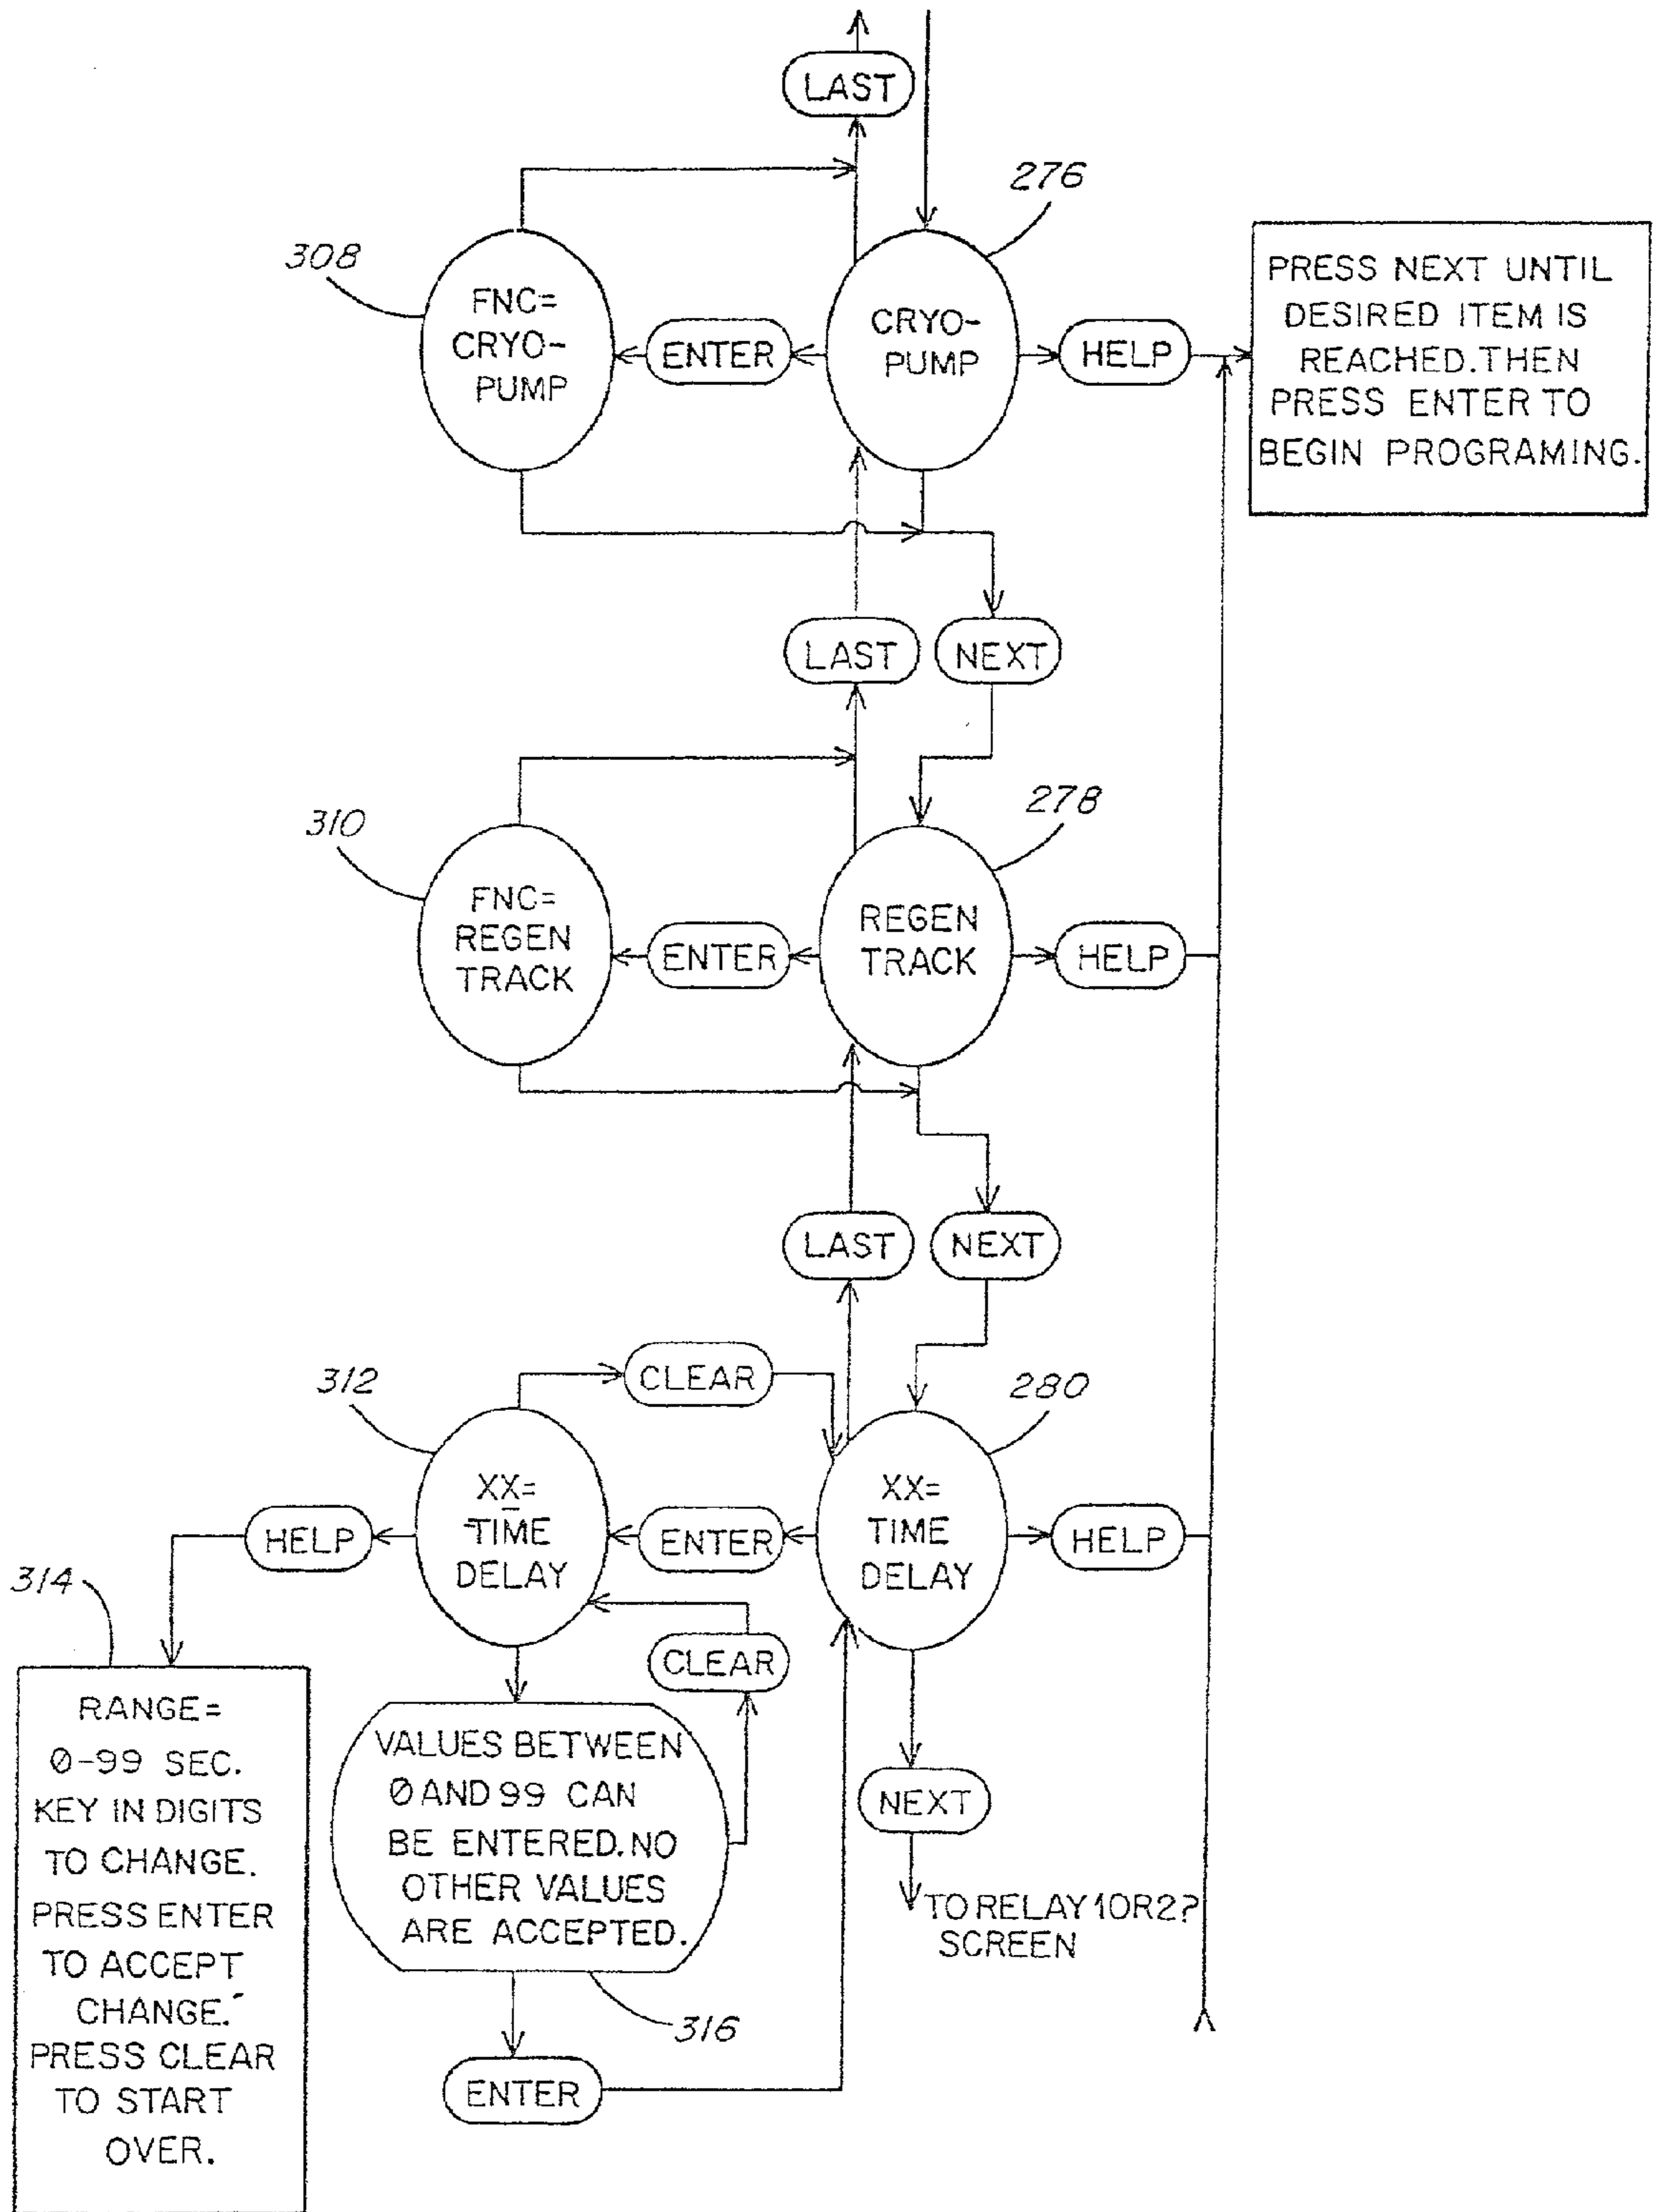 LAST
276
308
FNC=
CRYO-
PUMP
ENTER
CRYO-
PUMP
HELP
PRESS NEXT UNTIL
DESIRED ITEM IS
REACHED. THEN
PRESS ENTER TO
BEGIN PROGRAMING.
LAST
NEXT
278
310
FNC=
REGEN
TRACK
ENTER
REGEN
TRACK
HELP
LAST
NEXT
312
CLEAR
280
XX=
TIME
DELAY
HELP
ENTER
XX=
TIME
DELAY
HELP
314
CLEAR
RANGE=
0-99 SEC.
KEY IN DIGITS
TO CHANGE.
PRESS ENTER
TO ACCEPT
CHANGE.
PRESS CLEAR
TO START
OVER.
VALUES BETWEEN
0 AND 99 CAN
BE ENTERED. NO
OTHER VALUES
ARE ACCEPTED.
316
ENTER
NEXT
TO RELAY 1OR2?
SCREEN